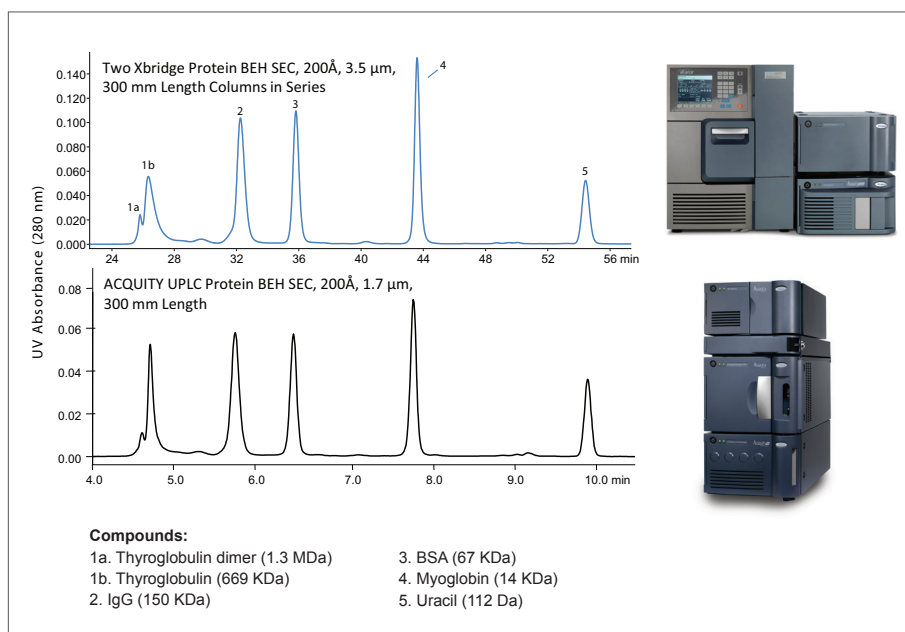 Two Xbridge Protein BEH SEC, 200Å, 3.5 µm,
300 mm Length Columns in Series
UV Absorbance (280 nm)
0.140
0.120
0.100
0.080
0.060
0.040
0.020
0.000
1a
1b
2
3
4
5
24 28 32 36 40 44 48 52 56 min
ACQUITY UPLC Protein BEH SEC, 200Å, 1.7 µm,
300 mm Length
0.08
0.06
0.04
0.02
0.00
4.0 5.0 6.0 7.0 8.0 9.0 10.0 min
Compounds:
1a. Thyroglobulin dimer (1.3 MDa)
1b. Thyroglobulin (669 KDa)
2. IgG (150 KDa)
3. BSA (67 KDa)
4. Myoglobin (14 KDa)
5. Uracil (112 Da)